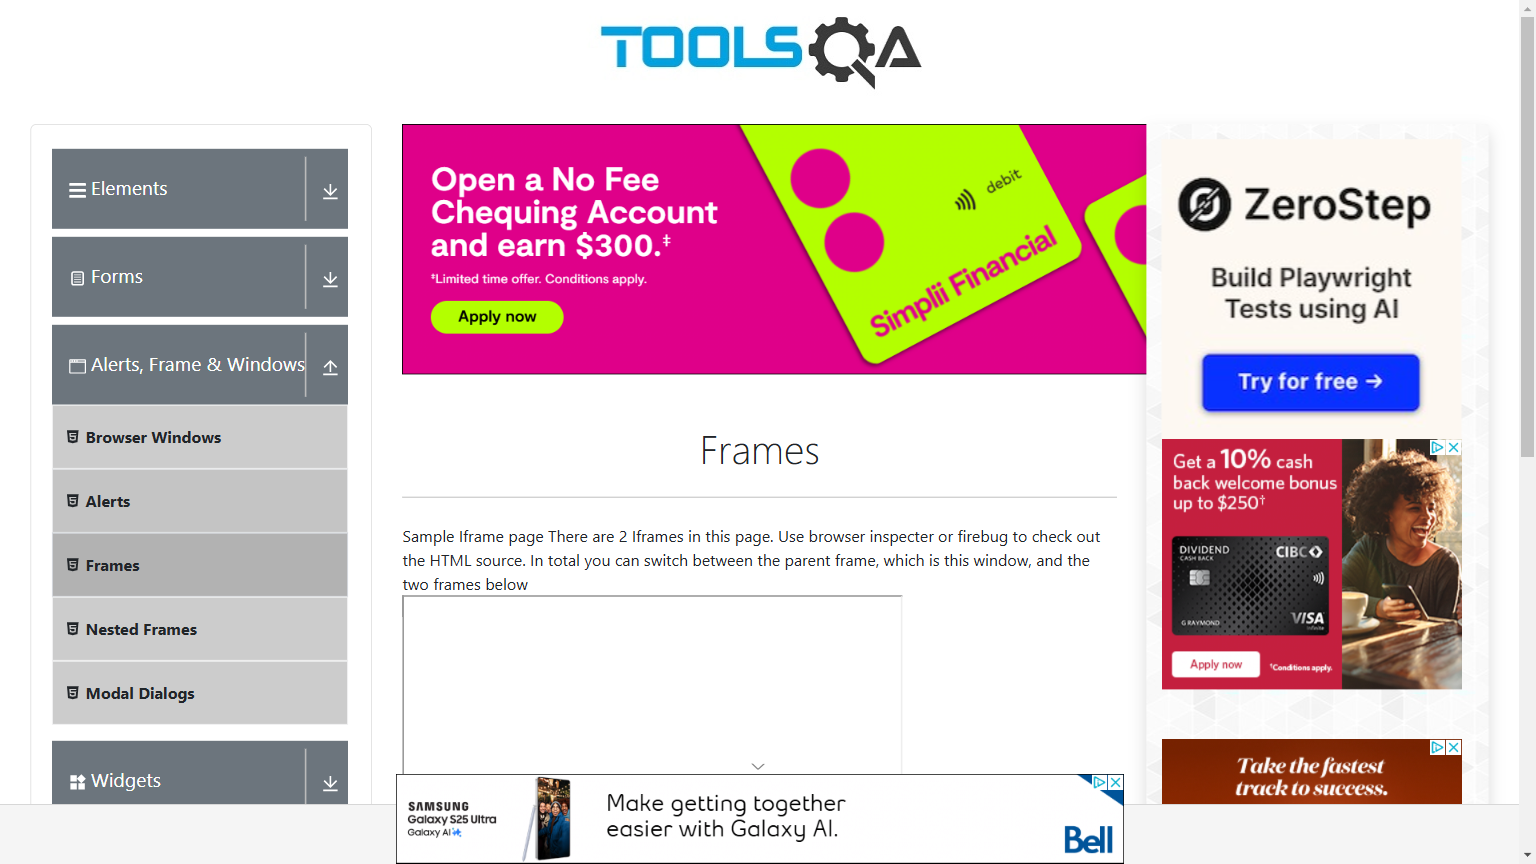 TOOLSQA
Elements
Forms
Alerts, Frame & Windows
Browser Windows
Alerts
Frames
Nested Frames
Modal Dialogs
Widgets
Open a No Fee
Chequing Account
and earn $300.‡
‡Limited time offer. Conditions apply.
Apply now
debit
Simplii Financial
Frames
Sample Iframe page There are 2 Iframes in this page. Use browser inspecter or firebug to check out
the HTML source. In total you can switch between the parent frame, which is this window, and the
two frames below
ZeroStep
Build Playwright
Tests using AI
Try for free →
Get a 10% cash
back welcome bonus
up to $250†
DIVIDEND
CASH BACK
CIBC
G RAYMOND
VISA
Infinite
Apply now
†Conditions apply.
Take the fastest
track to success.
SAMSUNG
Galaxy S25 Ultra
Galaxy AI
Make getting together
easier with Galaxy AI.
Bell